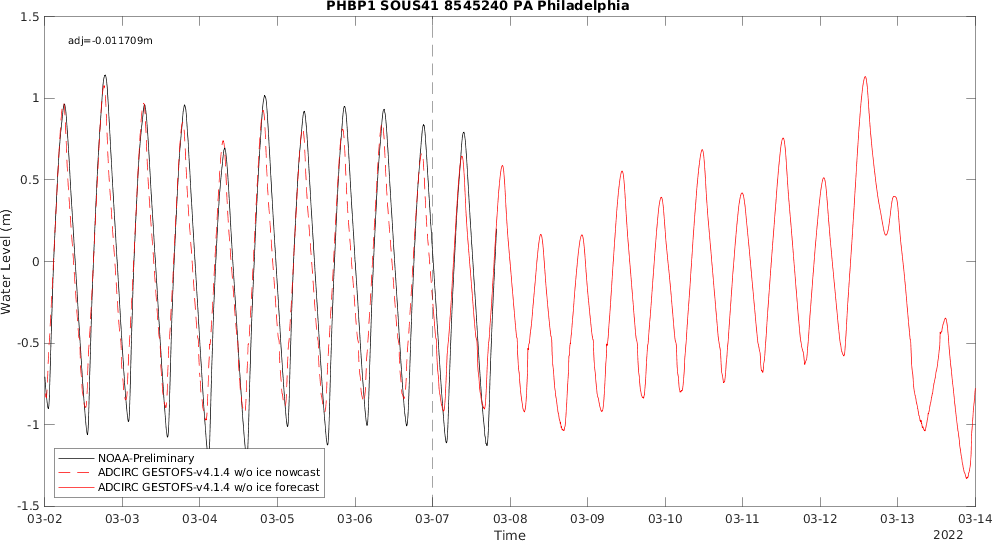 PHBP1 SOUS41 8545240 PA Philadelphia
1.5
adj=-0.011709m
1
0.5
0
-0.5
-1
-1.5
Water Level (m)
NOAA-Preliminary
ADCIRC GESTOFS-v4.1.4 w/o ice nowcast
ADCIRC GESTOFS-v4.1.4 w/o ice forecast
03-02 03-03 03-04 03-05 03-06 03-07 03-08 03-09 03-10 03-11 03-12 03-13 03-14
Time
2022